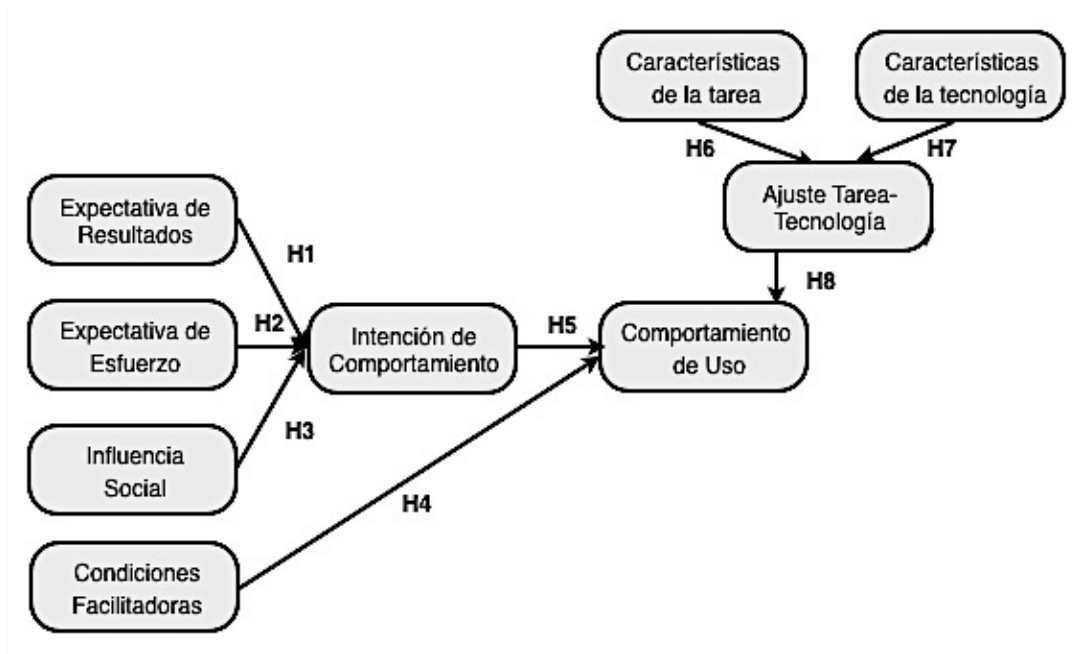 Características
de la tarea
Características
de la tecnología
H6
H7
Ajuste Tarea-
Tecnología
H8
Expectativa de
Resultados
H1
Expectativa de
Esfuerzo
H2
Intención de
Comportamiento
H5
Comportamiento
de Uso
H3
Influencia
Social
H4
Condiciones
Facilitadoras